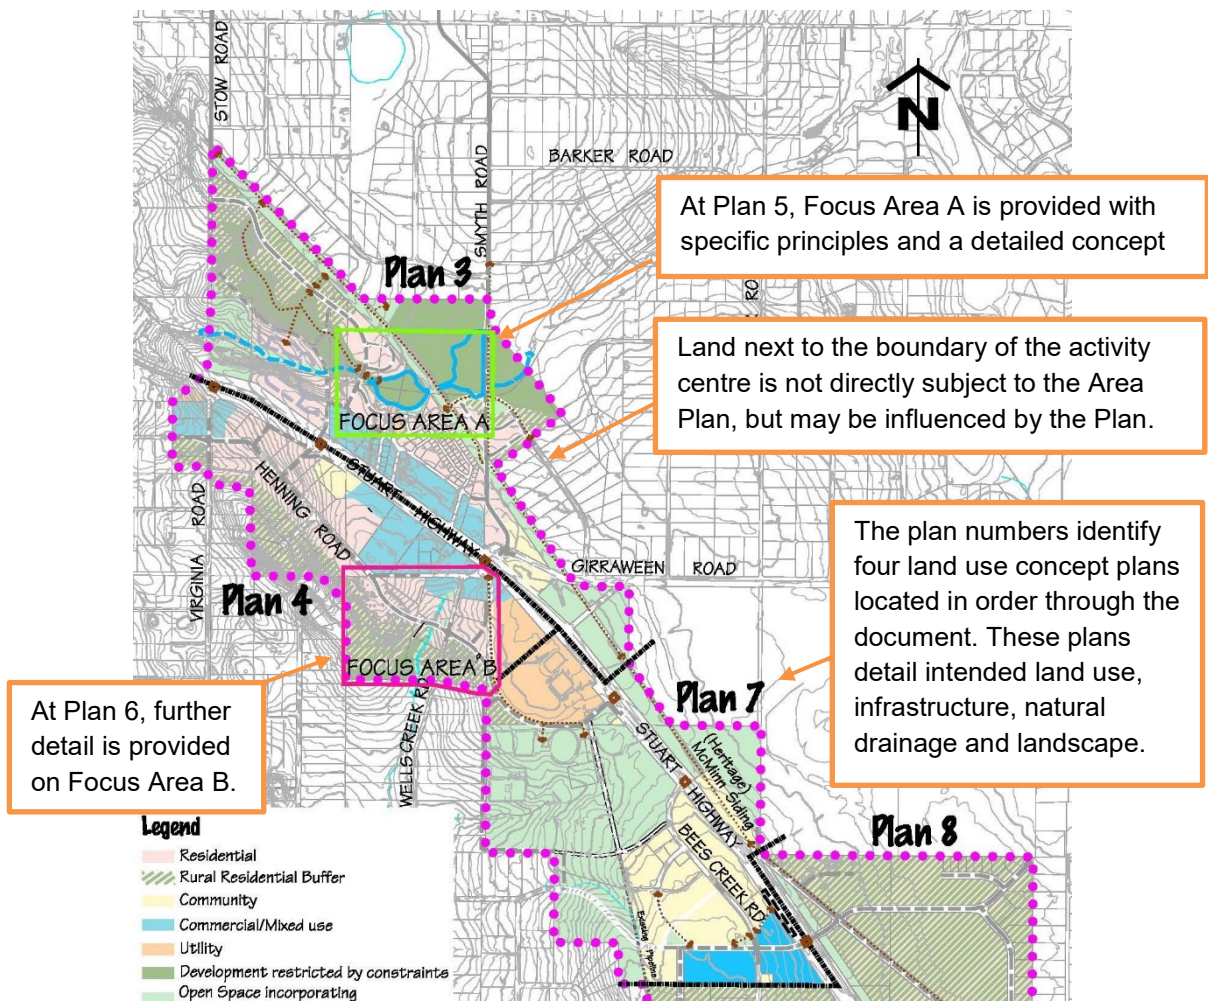 STOW ROAD
N
BARKER ROAD
SMYTH ROAD
At Plan 5, Focus Area A is provided with
specific principles and a detailed concept
Plan 3
RO
Land next to the boundary of the activity
centre is not directly subject to the Area
Plan, but may be influenced by the Plan.
FOCUS AREA A
STUART HIGHWAY
HENNING ROAD
VIRGINIA ROAD
The plan numbers identify
four land use concept plans
located in order through the
document. These plans
detail intended land use,
infrastructure, natural
drainage and landscape.
GIRRAWEEN ROAD
Plan 4
FOCUS AREA B
At Plan 6, further
detail is provided
on Focus Area B.
WELLS CREEK RD
Plan 7
(Heritage)
McMinn Siding
STUART HIGHWAY
BEES CREEK RD
Plan 8
Existing Pipeline
Legend
Residential
Rural Residential Buffer
Community
Commercial/Mixed use
Utility
Development restricted by constraints
Open Space incorporating